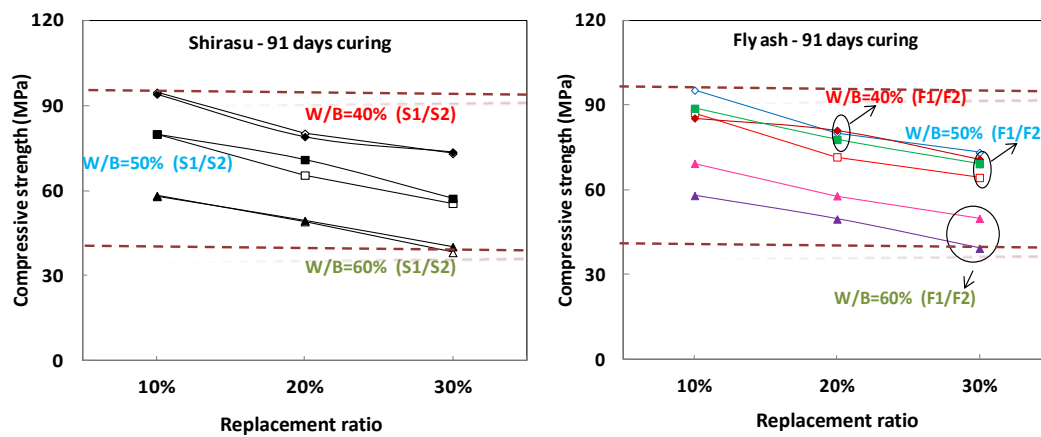 Shirasu - 91 days curing
Compressive strength (MPa)
120
90
60
30
0
W/B=40% (S1/S2)
W/B=50% (S1/S2)
W/B=60% (S1/S2)
10%
20%
30%
Replacement ratio
Fly ash - 91 days curing
Compressive strength (MPa)
120
90
60
30
0
W/B=40% (F1/F2)
W/B=50% (F1/F2)
W/B=60% (F1/F2)
10%
20%
30%
Replacement ratio